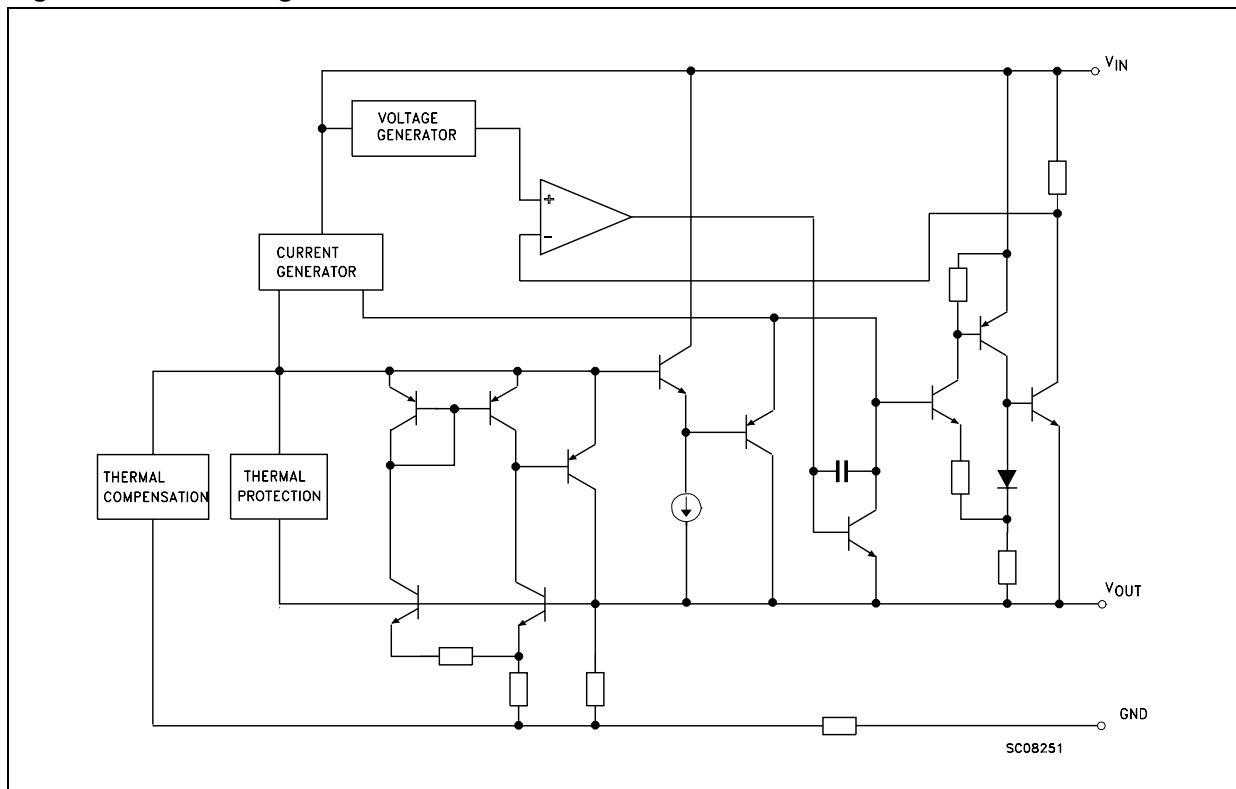 VIN
VOLTAGE
GENERATOR
+
−
CURRENT
GENERATOR
THERMAL
COMPENSATION
THERMAL
PROTECTION
VOUT
GND
SC08251